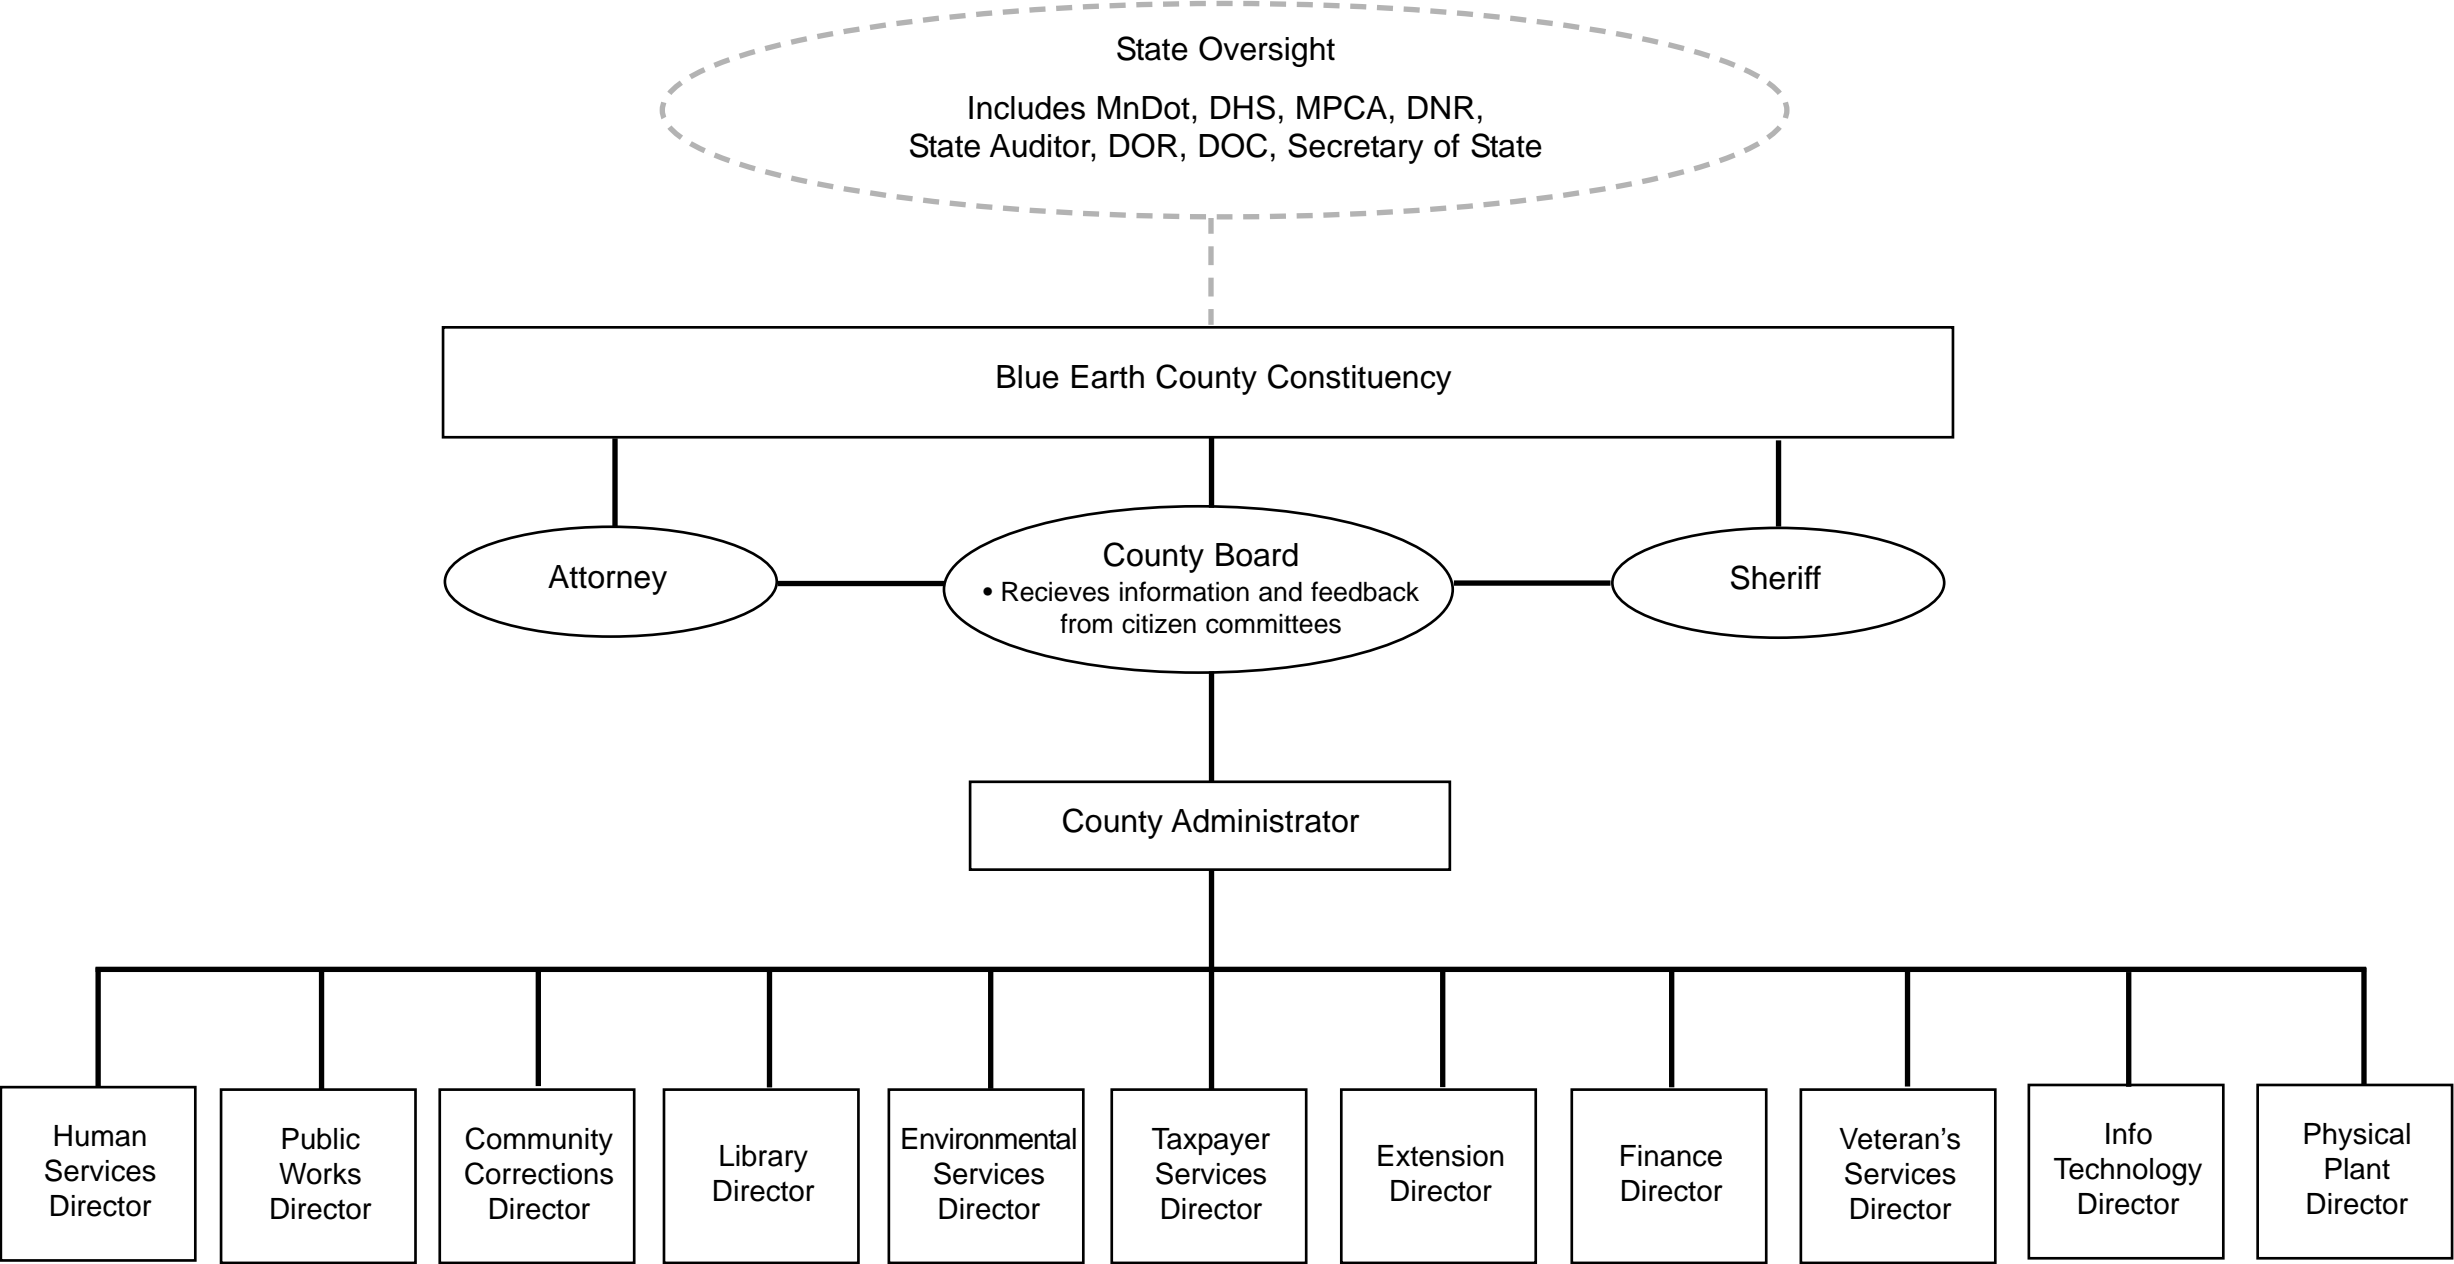 State Oversight
Includes MnDot, DHS, MPCA, DNR,
State Auditor, DOR, DOC, Secretary of State
Blue Earth County Constituency
Attorney
County Board
• Recieves information and feedback
from citizen committees
Sheriff
County Administrator
Human
Services
Director
Public
Works
Director
Community
Corrections
Director
Library
Director
Environmental
Services
Director
Taxpayer
Services
Director
Extension
Director
Finance
Director
Veteran’s
Services
Director
Info
Technology
Director
Physical
Plant
Director